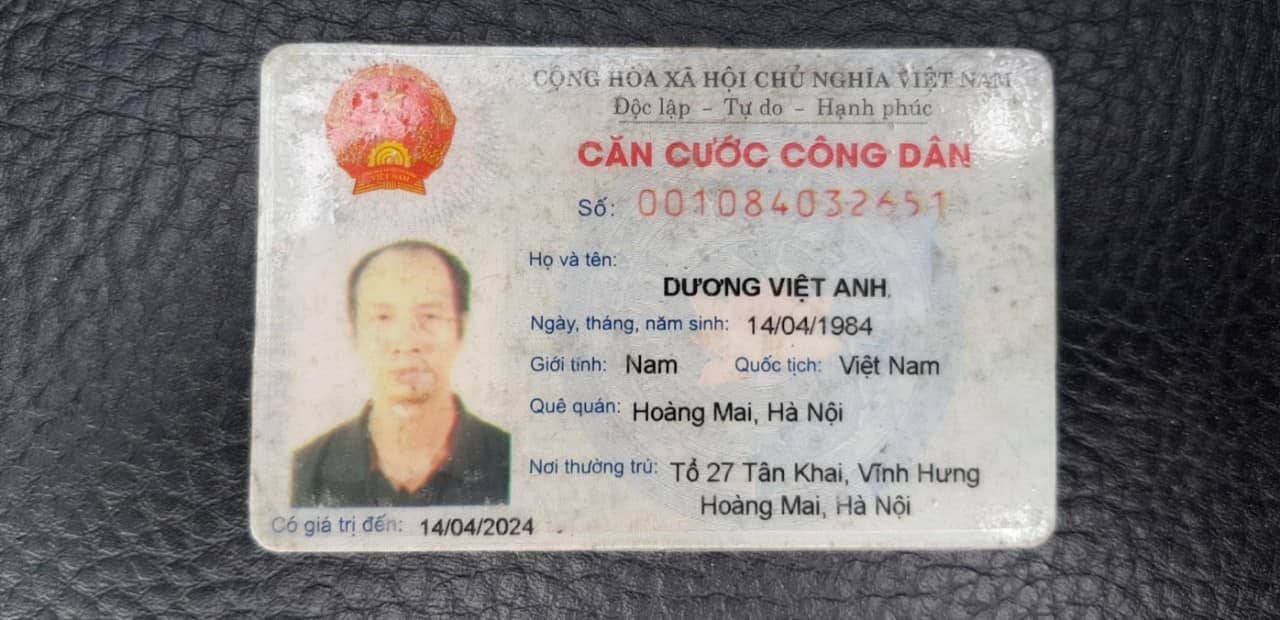 CỘNG HÒA XÃ HỘI CHỦ NGHĨA VIỆT NAM
Độc lập - Tự do - Hạnh phúc
CĂN CƯỚC CÔNG DÂN
Số: 001084032651
Họ và tên:
DƯƠNG VIỆT ANH
Ngày, tháng, năm sinh: 14/04/1984
Giới tính: Nam Quốc tịch: Việt Nam
Quê quán: Hoàng Mai, Hà Nội
Nơi thường trú: Tổ 27 Tân Khai, Vĩnh Hưng
Hoàng Mai, Hà Nội
Có giá trị đến: 14/04/2024
VIỆT NAM